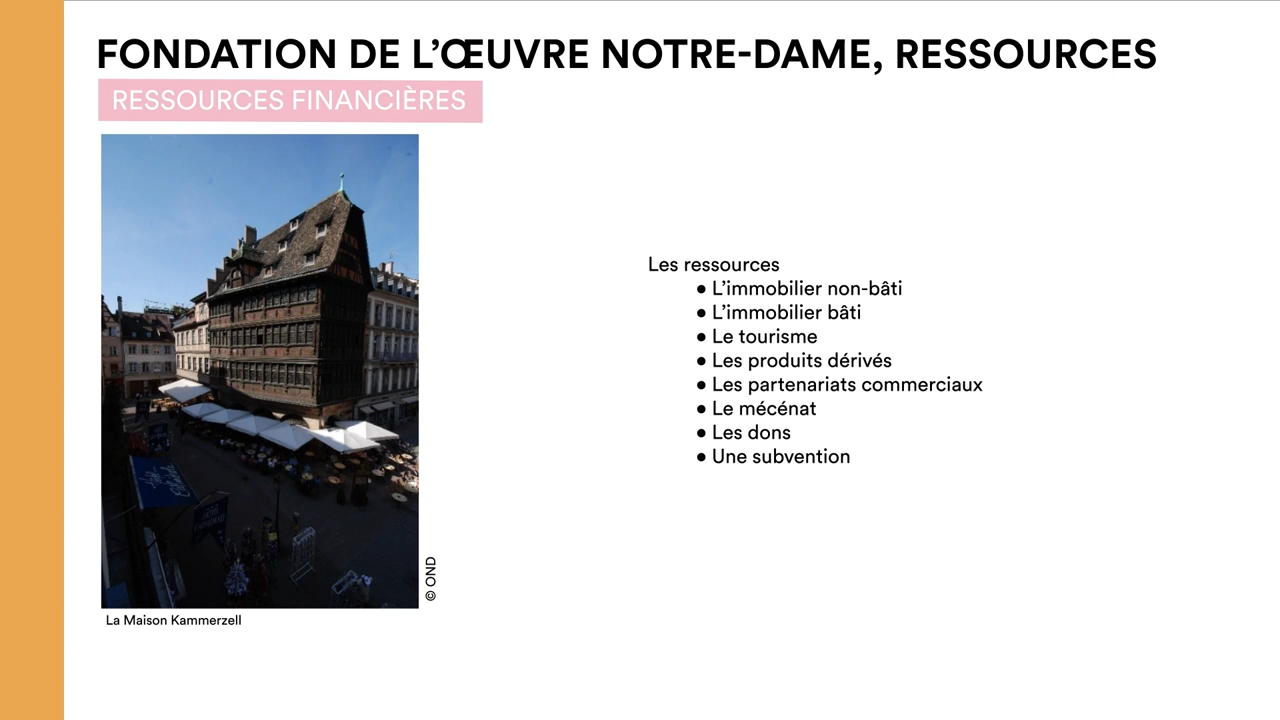 FONDATION DE L’ŒUVRE NOTRE-DAME, RESSOURCES
RESSOURCES FINANCIÈRES
Les ressources
● L’immobilier non-bâti
● L’immobilier bâti
● Le tourisme
● Les produits dérivés
● Les partenariats commerciaux
● Le mécénat
● Les dons
● Une subvention
© OND
La Maison Kammerzell